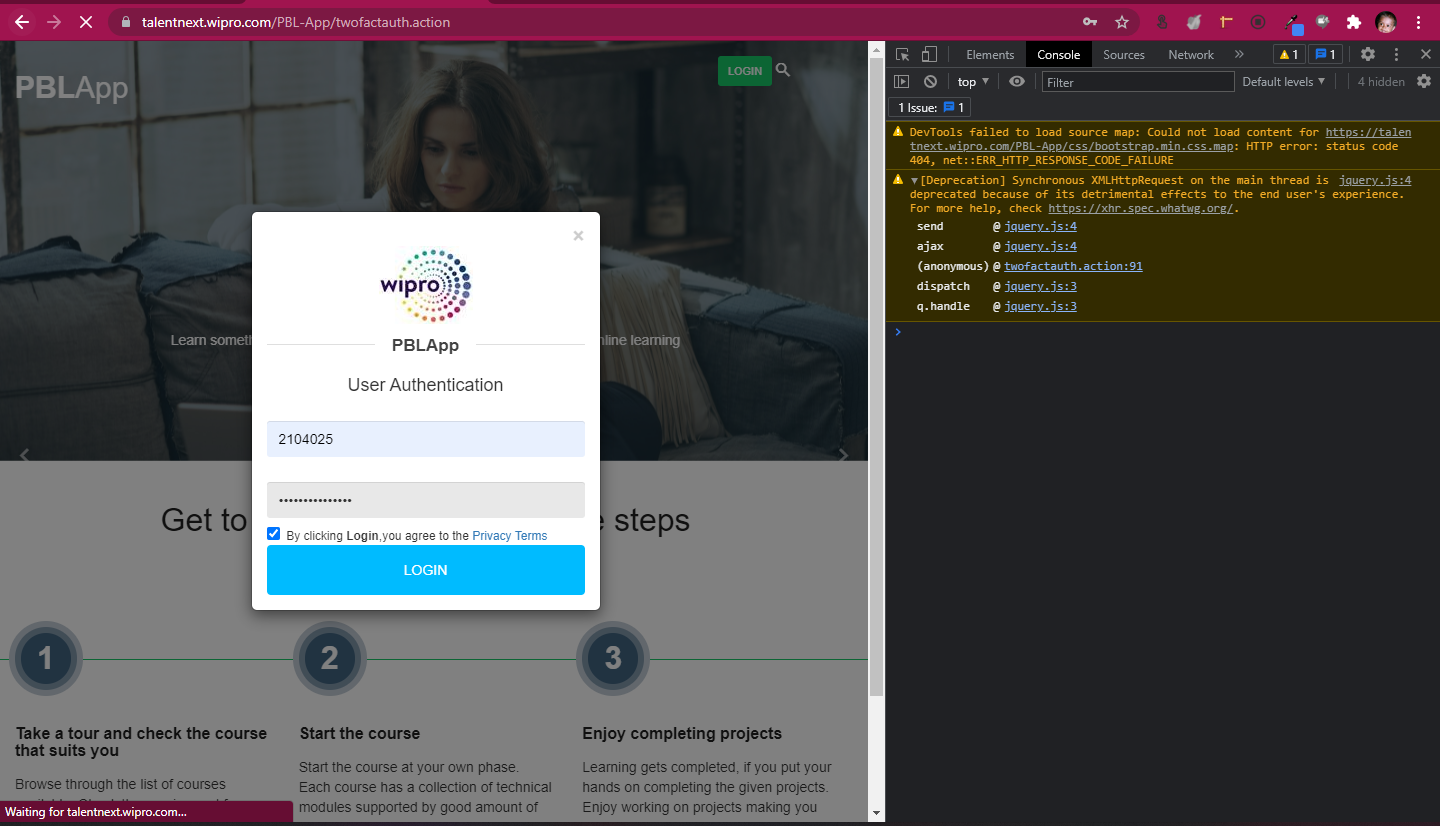 talentnext.wipro.com/PBL-App/twofactauth.action
PBLApp
LOGIN
Learn someth
nline learning
×
wipro
PBLApp
User Authentication
2104025
•••••••••••••••
By clicking Login,you agree to the Privacy Terms
LOGIN
Get to
e steps
1
2
3
Take a tour and check the course
that suits you
Browse through the list of courses
Start the course
Start the course at your own phase.
Each course has a collection of technical
modules supported by good amount of
Enjoy completing projects
Learning gets completed, if you put your
hands on completing the given projects.
Enjoy working on projects making you
Waiting for talentnext.wipro.com...
Elements Console Sources Network » 1 1
top Filter Default levels 4 hidden
1 Issue: 1
DevTools failed to load source map: Could not load content for https://talen
tnext.wipro.com/PBL-App/css/bootstrap.min.css.map: HTTP error: status code
404, net::ERR_HTTP_RESPONSE_CODE_FAILURE
[Deprecation] Synchronous XMLHttpRequest on the main thread is jquery.js:4
deprecated because of its detrimental effects to the end user's experience.
For more help, check https://xhr.spec.whatwg.org/.
send @ jquery.js:4
ajax @ jquery.js:4
(anonymous) @ twofactauth.action:91
dispatch @ jquery.js:3
q.handle @ jquery.js:3